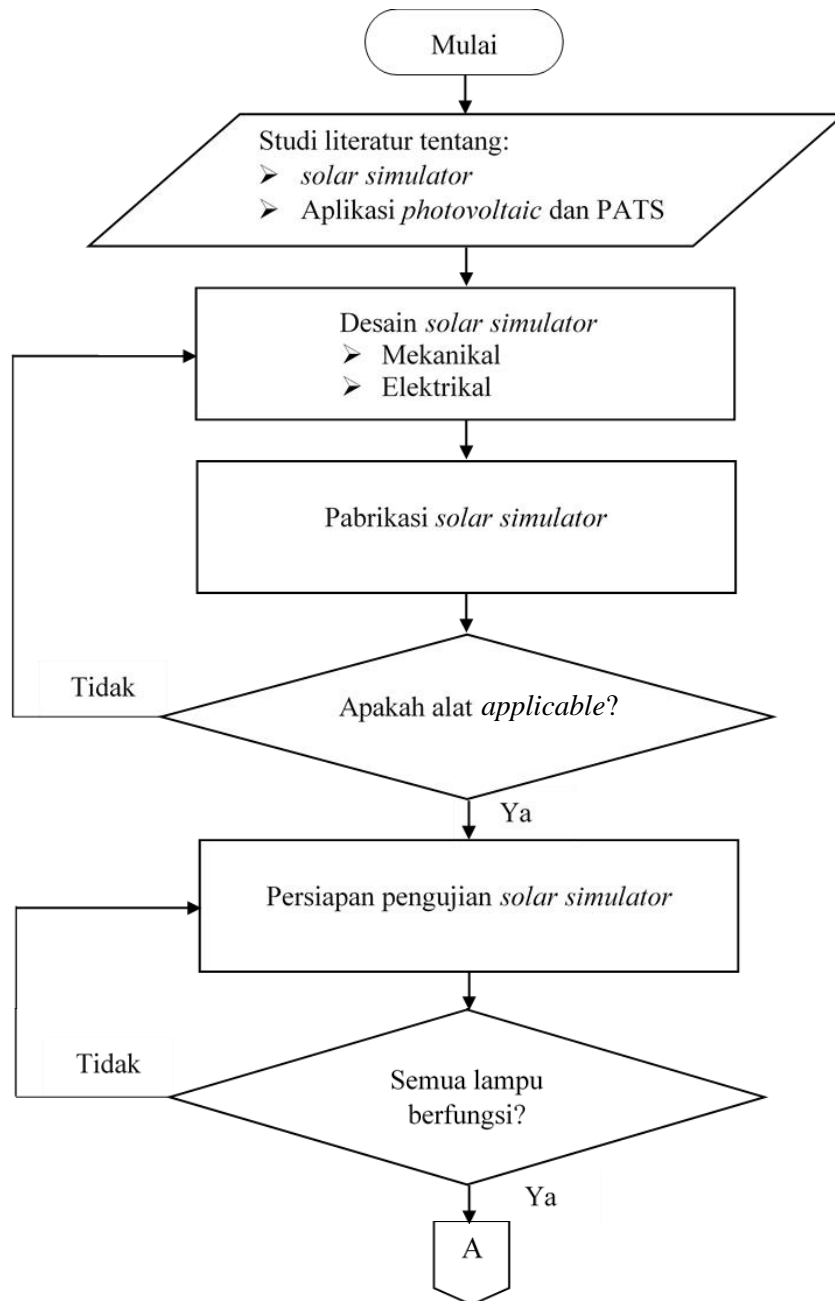 Mulai
Studi literatur tentang:
➢ solar simulator
➢ Aplikasi photovoltaic dan PATS
Desain solar simulator
➢ Mekanikal
➢ Elektrikal
Pabrikasi solar simulator
Tidak
Apakah alat applicable?
Ya
Persiapan pengujian solar simulator
Tidak
Semua lampu
berfungsi?
Ya
A